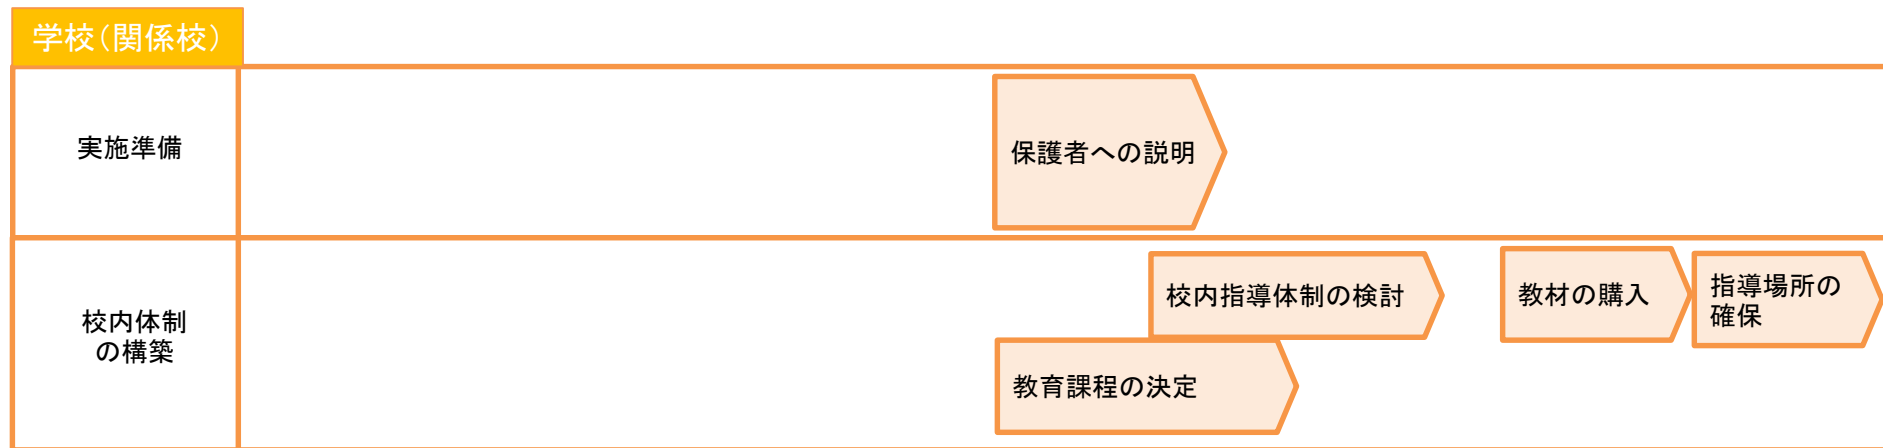 学校(関係校)
実施準備
保護者への説明
校内体制
の構築
校内指導体制の検討
教材の購入
指導場所の
確保
教育課程の決定